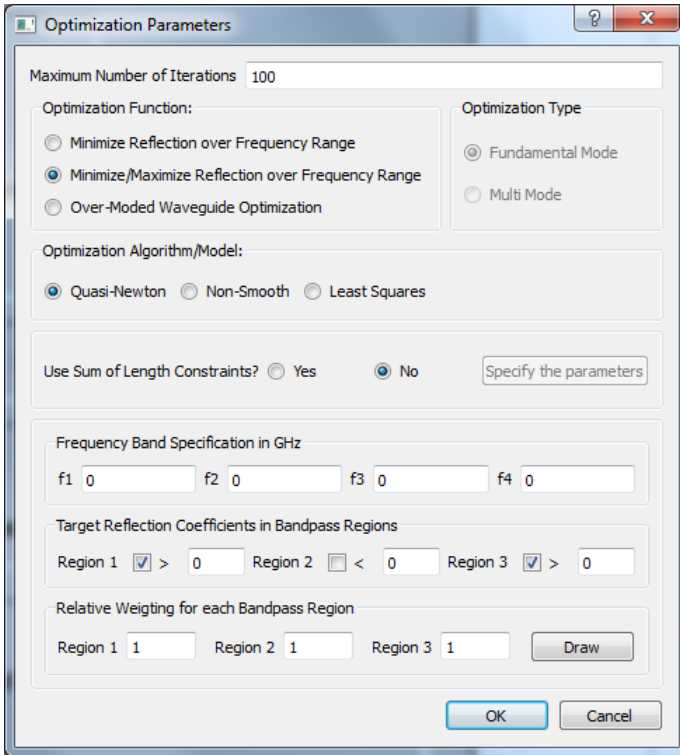 Optimization Parameters
?
X
Maximum Number of Iterations 100
Optimization Function:
Minimize Reflection over Frequency Range
Minimize/Maximize Reflection over Frequency Range
Over-Moded Waveguide Optimization
Optimization Type
Fundamental Mode
Multi Mode
Optimization Algorithm/Model:
Quasi-Newton Non-Smooth Least Squares
Use Sum of Length Constraints? Yes No Specify the parameters
Frequency Band Specification in GHz
f1 0 f2 0 f3 0 f4 0
Target Reflection Coefficients in Bandpass Regions
Region 1 > 0 Region 2 < 0 Region 3 > 0
Relative Weigting for each Bandpass Region
Region 1 1 Region 2 1 Region 3 1 Draw
OK Cancel